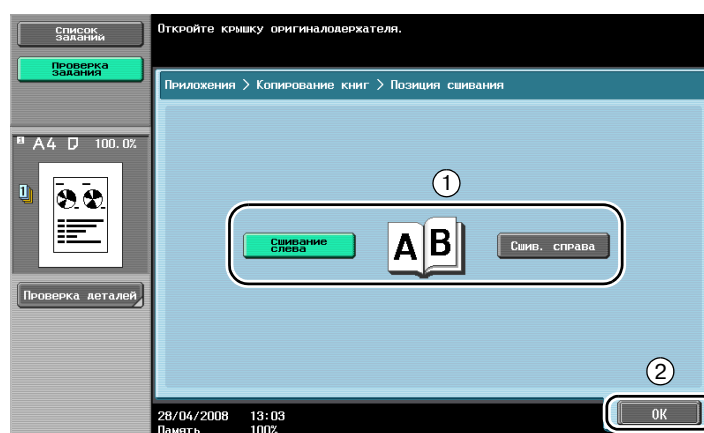 Список
заданий
Откройте крышку оригиналодержателя.
Проверка
задания
Приложения > Копирование книг > Позиция сшивания
A4 100.0%
1
1
Сшивание
слева
A B
Сшив. справа
Проверка деталей
2
OK
28/04/2008 13:03
Память 100%